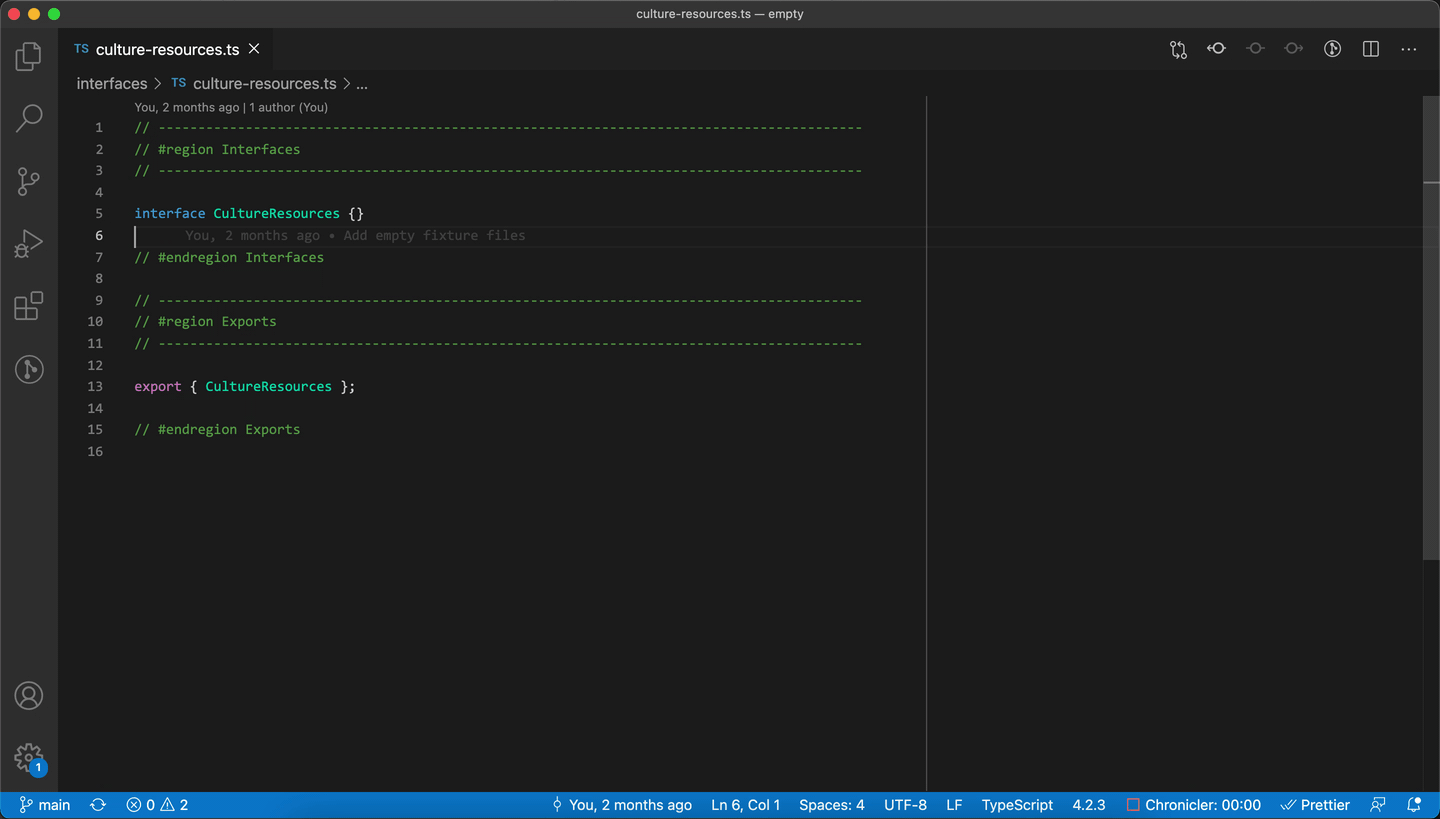 culture-resources.ts — empty
TS culture-resources.ts
interfaces > TS culture-resources.ts > ...
You, 2 months ago | 1 author (You)
1 // -----------------------------------------------------------------------------------------
2 // #region Interfaces
3 // -----------------------------------------------------------------------------------------
4
5 interface CultureResources {}
6 You, 2 months ago • Add empty fixture files
7 // #endregion Interfaces
8
9 // -----------------------------------------------------------------------------------------
10 // #region Exports
11 // -----------------------------------------------------------------------------------------
12
13 export { CultureResources };
14
15 // #endregion Exports
16
1
main 0 2 You, 2 months ago Ln 6, Col 1 Spaces: 4 UTF-8 LF TypeScript 4.2.3 Chronicler: 00:00 Prettier